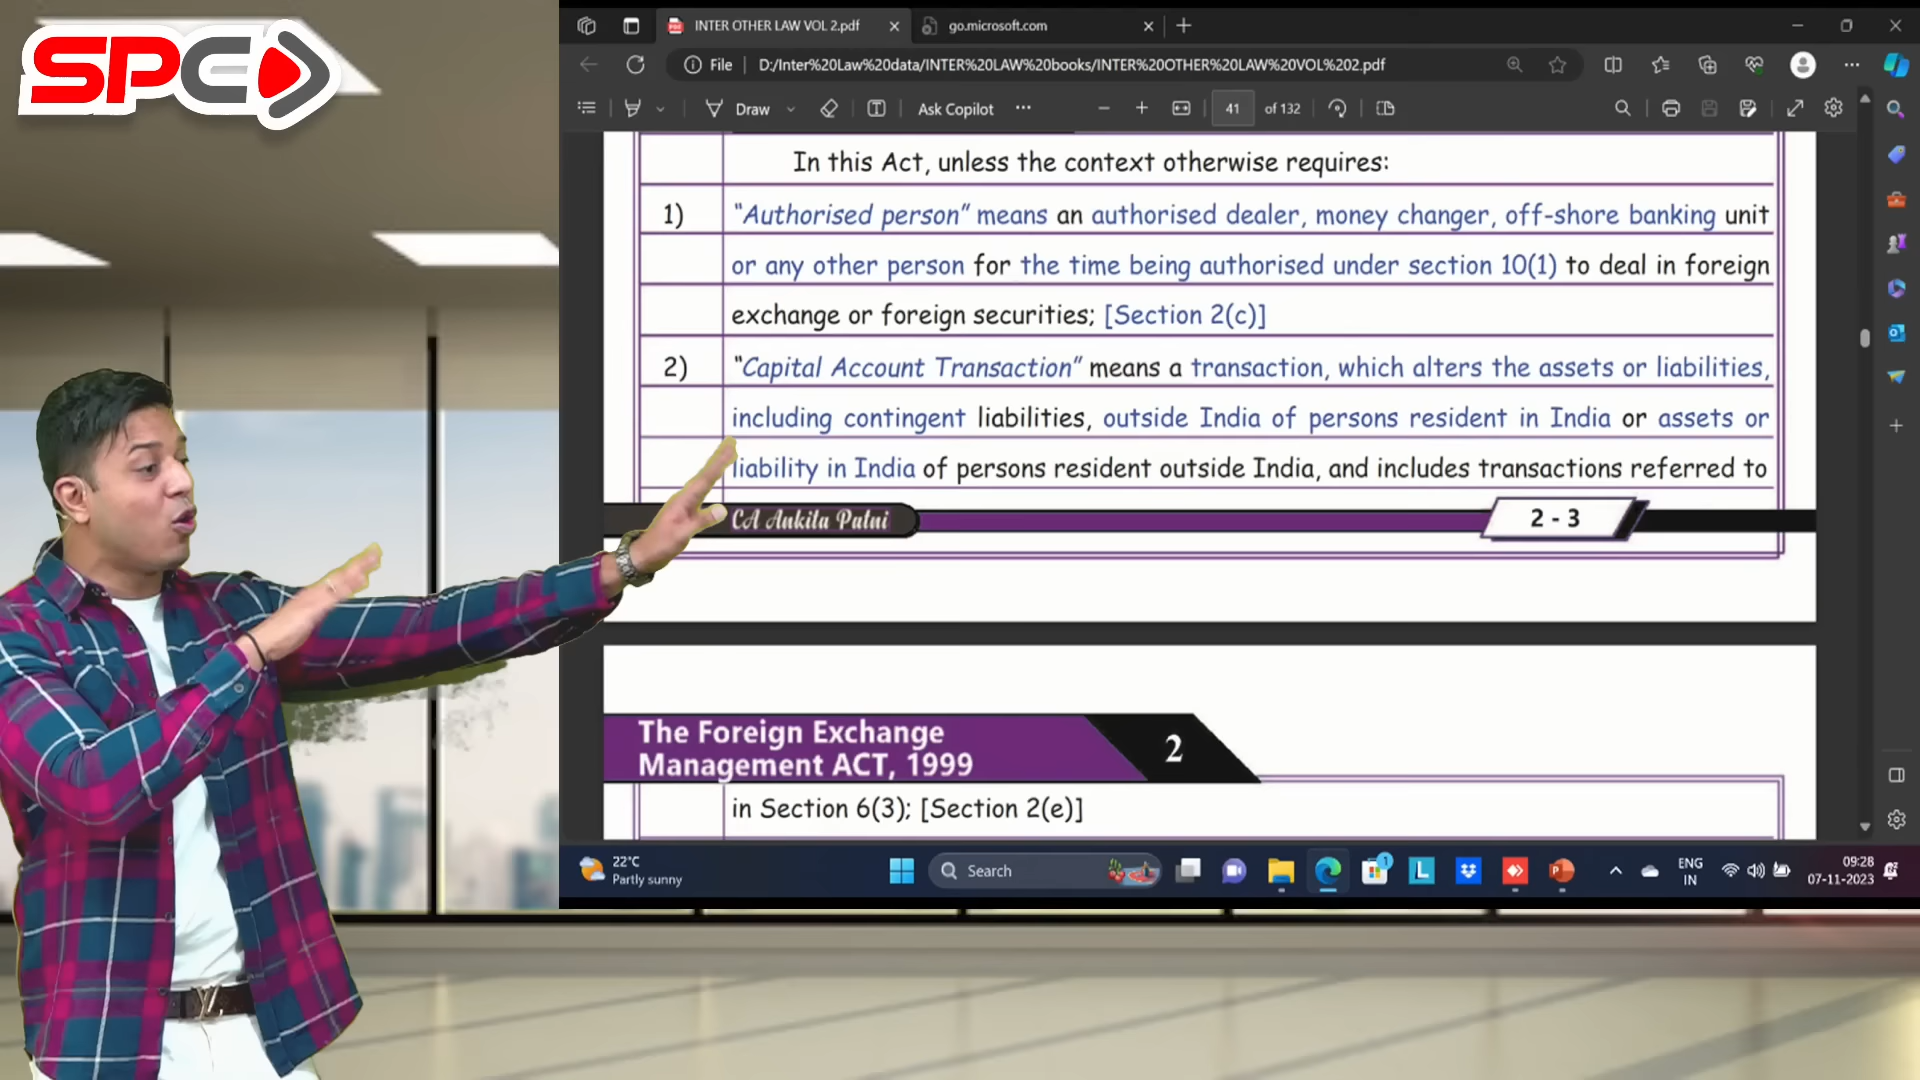 SPC
INTER OTHER LAW VOL 2.pdf
go.microsoft.com
File
D:/Inter%20Law%20data/INTER%20LAW%20books/INTER%20OTHER%20LAW%20VOL%202.pdf
Draw
Ask Copilot
41
of 132
In this Act, unless the context otherwise requires:
1) "Authorised person" means an authorised dealer, money changer, off-shore banking unit
or any other person for the time being authorised under section 10(1) to deal in foreign
exchange or foreign securities; [Section 2(c)]
2) "Capital Account Transaction" means a transaction, which alters the assets or liabilities,
including contingent liabilities, outside India of persons resident in India or assets or
liability in India of persons resident outside India, and includes transactions referred to
CA Ankita Patni
2 - 3
The Foreign Exchange
Management ACT, 1999
2
in Section 6(3); [Section 2(e)]
22°C
Partly sunny
Search
1
L
P
ENG
IN
09:28
07-11-2023